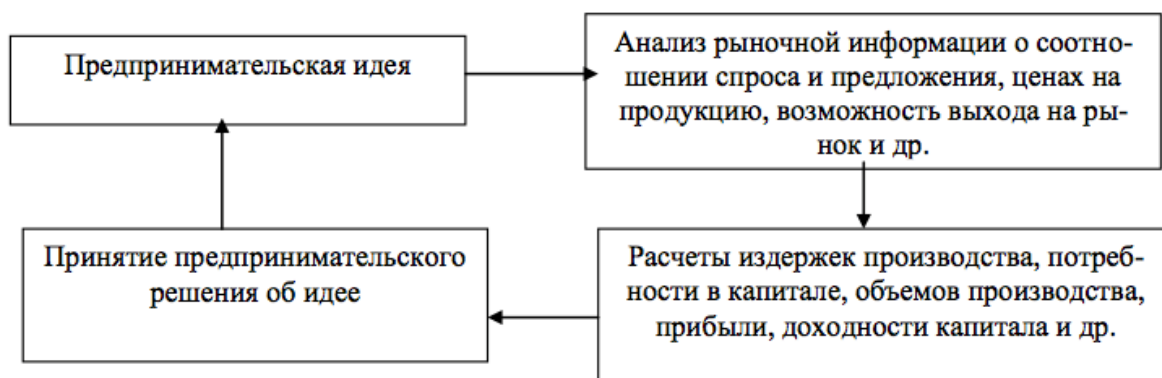 Предпринимательская идея
Анализ рыночной информации о соотно-
шении спроса и предложения, ценах на
продукцию, возможность выхода на ры-
нок и др.
Принятие предпринимательского
решения об идее
Расчеты издержек производства, потреб-
ности в капитале, объемов производства,
прибыли, доходности капитала и др.